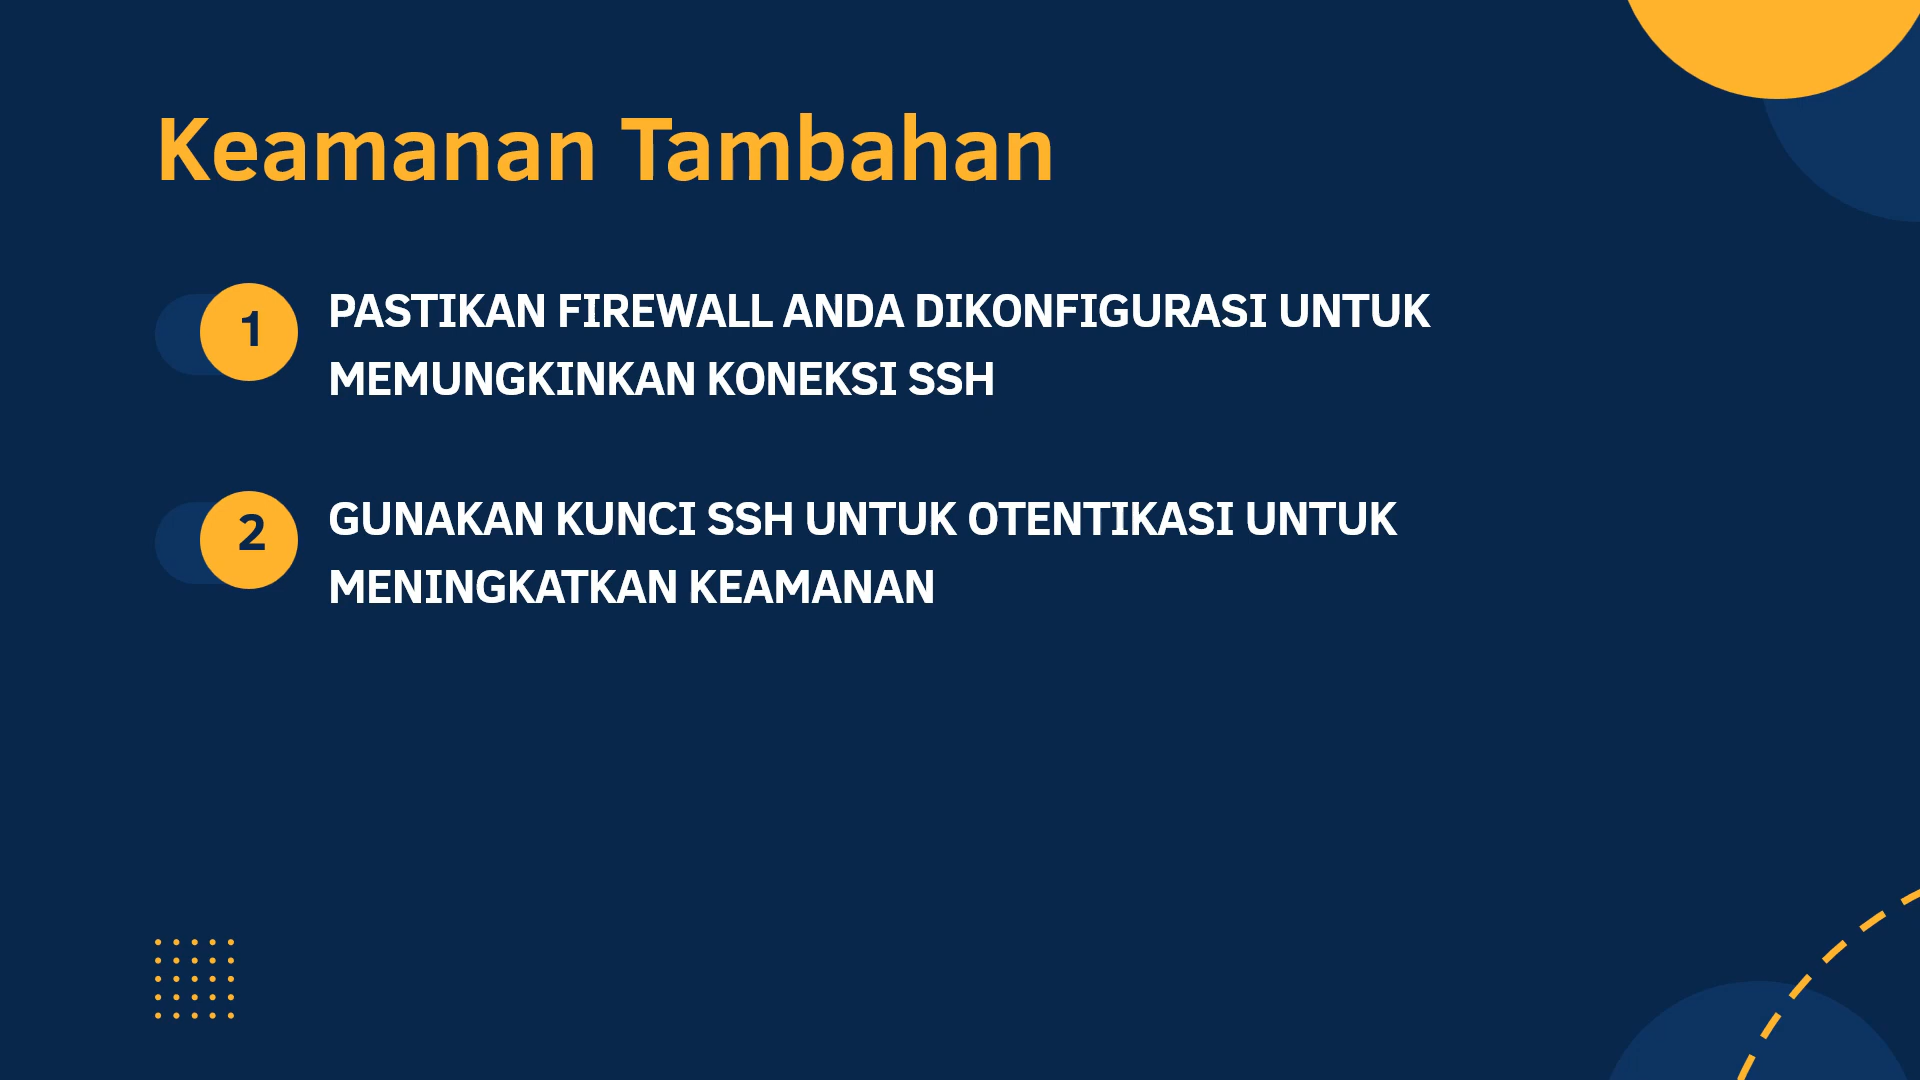 Keamanan Tambahan
1
PASTIKAN FIREWALL ANDA DIKONFIGURASI UNTUK
MEMUNGKINKAN KONEKSI SSH
2
GUNAKAN KUNCI SSH UNTUK OTENTIKASI UNTUK
MENINGKATKAN KEAMANAN